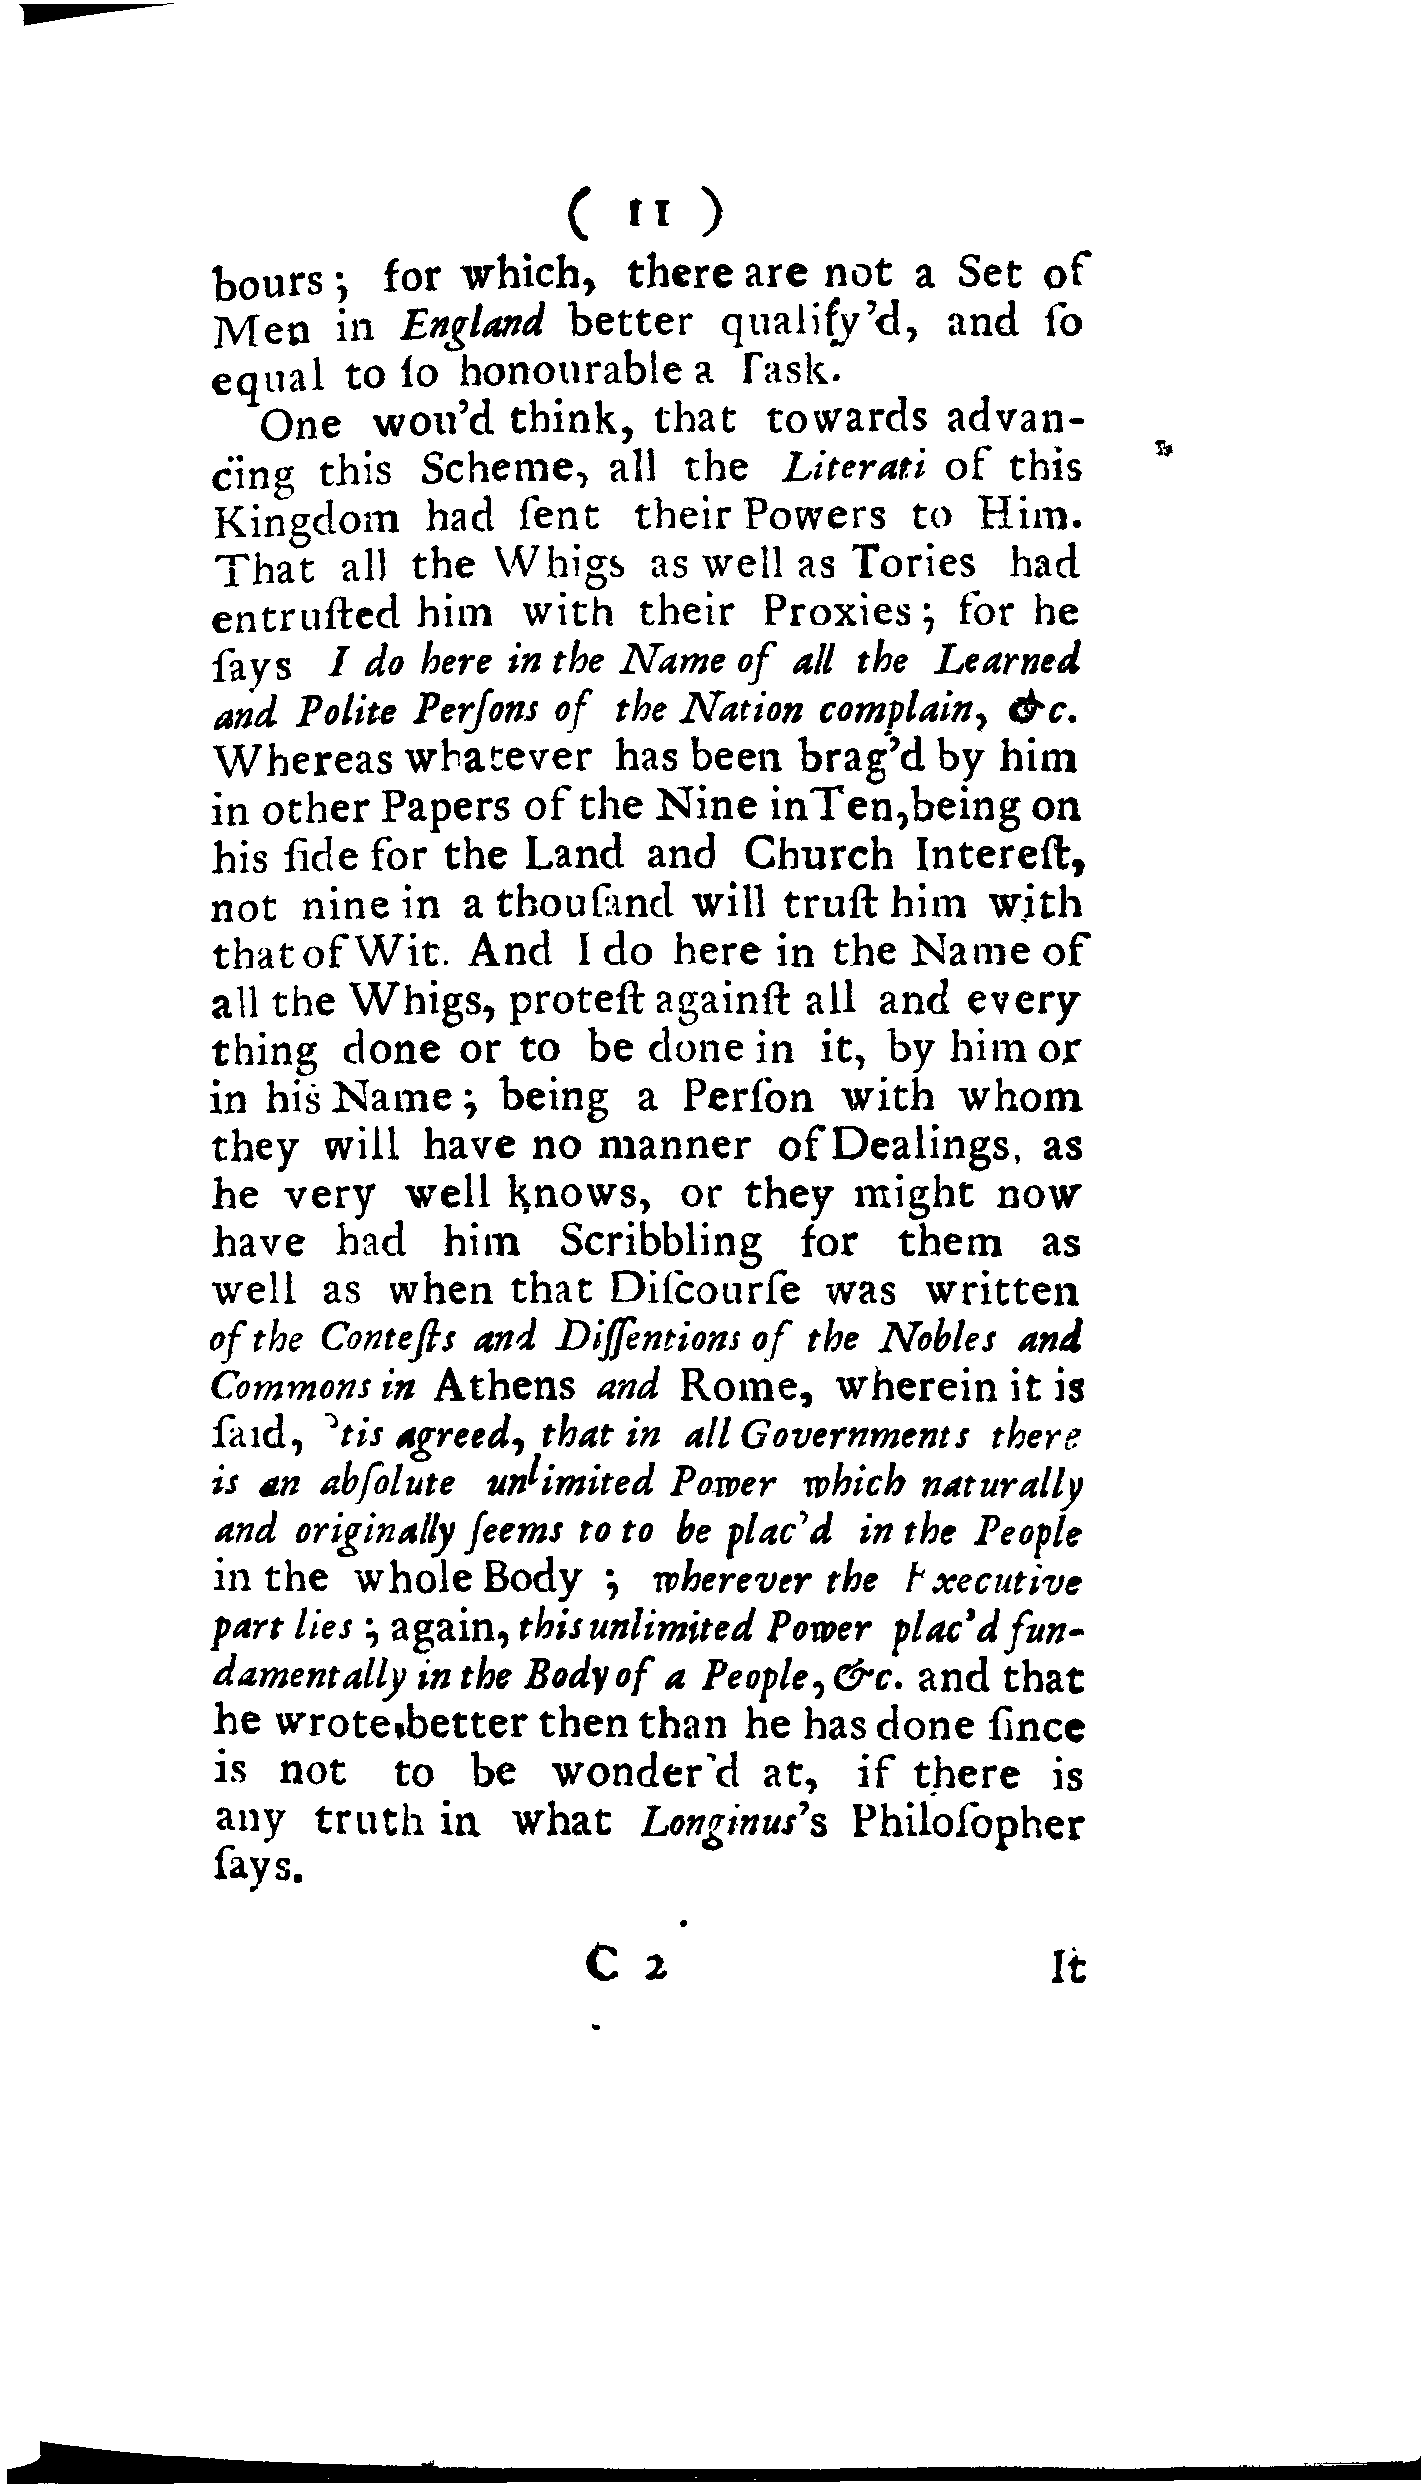 ( 11 )
bours; for which, there are not a Set of
Men in England better qualify'd, and ſo
equal to ſo honourable a Task.
One wou'd think, that towards advan-
cing this Scheme, all the Literati of this
Kingdom had ſent their Powers to Him.
That all the Whigs as well as Tories had
entruſted him with their Proxies; for he
ſays I do here in the Name of all the Learned
and Polite Perſons of the Nation complain, &c.
Whereas whatever has been brag'd by him
in other Papers of the Nine in Ten, being on
his ſide for the Land and Church Intereſt,
not nine in a thouſand will truſt him with
that of Wit. And I do here in the Name of
all the Whigs, proteſt againſt all and every
thing done or to be done in it, by him or
in his Name; being a Perſon with whom
they will have no manner of Dealings, as
he very well knows, or they might now
have had him Scribbling for them as
well as when that Diſcourſe was written
of the Conteſts and Diſſentions of the Nobles and
Commons in Athens and Rome, wherein it is
ſaid, 'tis agreed, that in all Governments there
is an abſolute unlimited Power which naturally
and originally ſeems to to be plac'd in the People
in the whole Body; wherever the Executive
part lies; again, this unlimited Power plac'd fun-
damentally in the Body of a People, &c. and that
he wrote better then than he has done ſince
is not to be wonder'd at, if there is
any truth in what Longinus's Philoſopher
ſays.
C 2 It